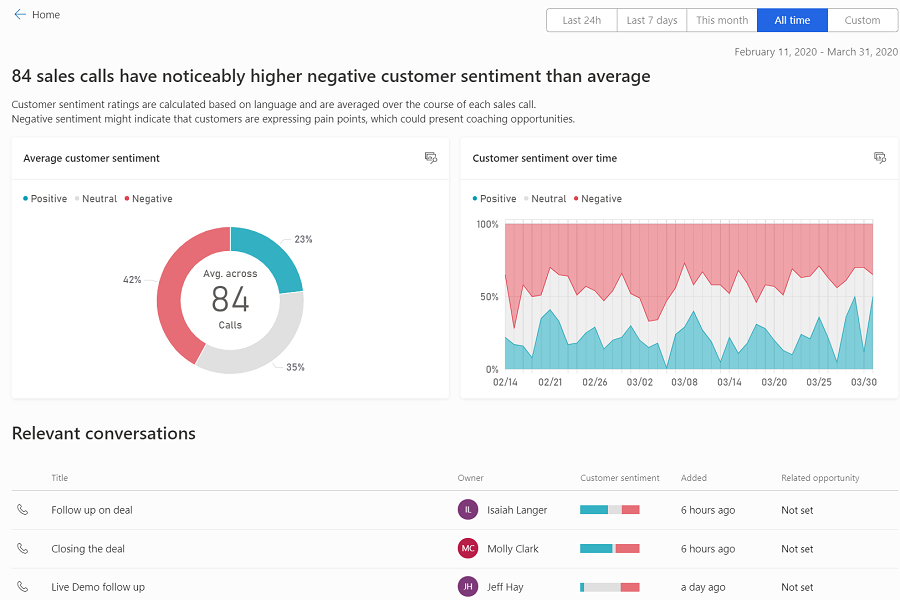 Home
Last 24h Last 7 days This month All time Custom
February 11, 2020 - March 31, 2020
84 sales calls have noticeably higher negative customer sentiment than average
Customer sentiment ratings are calculated based on language and are averaged over the course of each sales call.
Negative sentiment might indicate that customers are expressing pain points, which could present coaching opportunities.
Average customer sentiment
Positive Neutral Negative
23%
42%
Avg. across
84
Calls
35%
Customer sentiment over time
Positive Neutral Negative
100%
50%
0%
02/14 02/21 02/26 03/02 03/08 03/14 03/20 03/25 03/30
Relevant conversations
Title Owner Customer sentiment Added Related opportunity
Follow up on deal IL Isaiah Langer 6 hours ago Not set
Closing the deal MC Molly Clark 6 hours ago Not set
Live Demo follow up JH Jeff Hay a day ago Not set